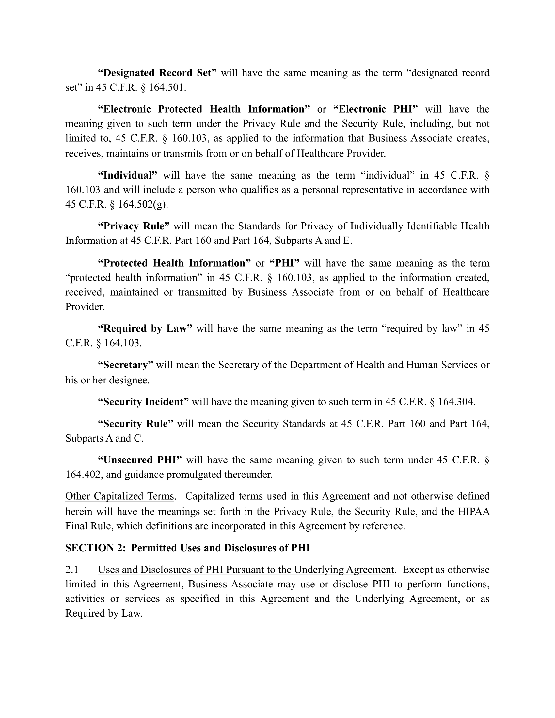 “Designated Record Set” will have the same meaning as the term “designated record
set” in 45 C.F.R. § 164.501.
“Electronic Protected Health Information” or “Electronic PHI” will have the
meaning given to such term under the Privacy Rule and the Security Rule, including, but not
limited to, 45 C.F.R. § 160.103, as applied to the information that Business Associate creates,
receives, maintains or transmits from or on behalf of Healthcare Provider.
“Individual” will have the same meaning as the term “individual” in 45 C.F.R. §
160.103 and will include a person who qualifies as a personal representative in accordance with
45 C.F.R. § 164.502(g).
“Privacy Rule” will mean the Standards for Privacy of Individually Identifiable Health
Information at 45 C.F.R. Part 160 and Part 164, Subparts A and E.
“Protected Health Information” or “PHI” will have the same meaning as the term
“protected health information” in 45 C.F.R. § 160.103, as applied to the information created,
received, maintained or transmitted by Business Associate from or on behalf of Healthcare
Provider.
“Required by Law” will have the same meaning as the term “required by law” in 45
C.F.R. § 164.103.
“Secretary” will mean the Secretary of the Department of Health and Human Services or
his or her designee.
“Security Incident” will have the meaning given to such term in 45 C.F.R. § 164.304.
“Security Rule” will mean the Security Standards at 45 C.F.R. Part 160 and Part 164,
Subparts A and C.
“Unsecured PHI” will have the same meaning given to such term under 45 C.F.R. §
164.402, and guidance promulgated thereunder.
Other Capitalized Terms. Capitalized terms used in this Agreement and not otherwise defined
herein will have the meanings set forth in the Privacy Rule, the Security Rule, and the HIPAA
Final Rule, which definitions are incorporated in this Agreement by reference.
SECTION 2: Permitted Uses and Disclosures of PHI
2.1 Uses and Disclosures of PHI Pursuant to the Underlying Agreement. Except as otherwise
limited in this Agreement, Business Associate may use or disclose PHI to perform functions,
activities or services as specified in this Agreement and the Underlying Agreement, or as
Required by Law.